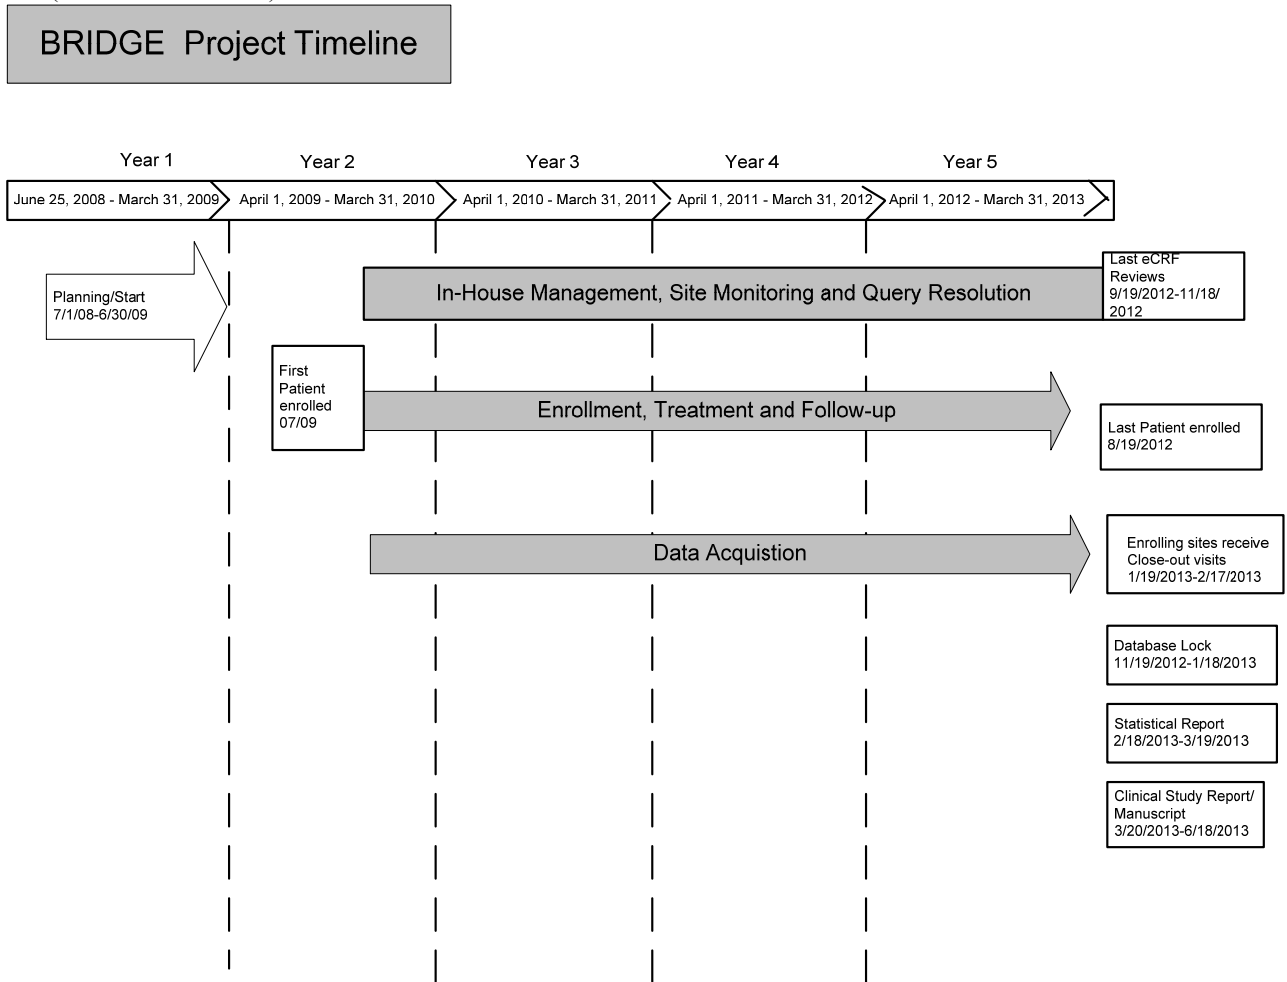 BRIDGE Project Timeline
Year 1
Year 2
Year 3
Year 4
Year 5
June 25, 2008 - March 31, 2009
April 1, 2009 - March 31, 2010
April 1, 2010 - March 31, 2011
April 1, 2011 - March 31, 2012
April 1, 2012 - March 31, 2013
Planning/Start
7/1/08-6/30/09
In-House Management, Site Monitoring and Query Resolution
Last eCRF
Reviews
9/19/2012-11/18/
2012
First
Patient
enrolled
07/09
Enrollment, Treatment and Follow-up
Last Patient enrolled
8/19/2012
Data Acquistion
Enrolling sites receive
Close-out visits
1/19/2013-2/17/2013
Database Lock
11/19/2012-1/18/2013
Statistical Report
2/18/2013-3/19/2013
Clinical Study Report/
Manuscript
3/20/2013-6/18/2013